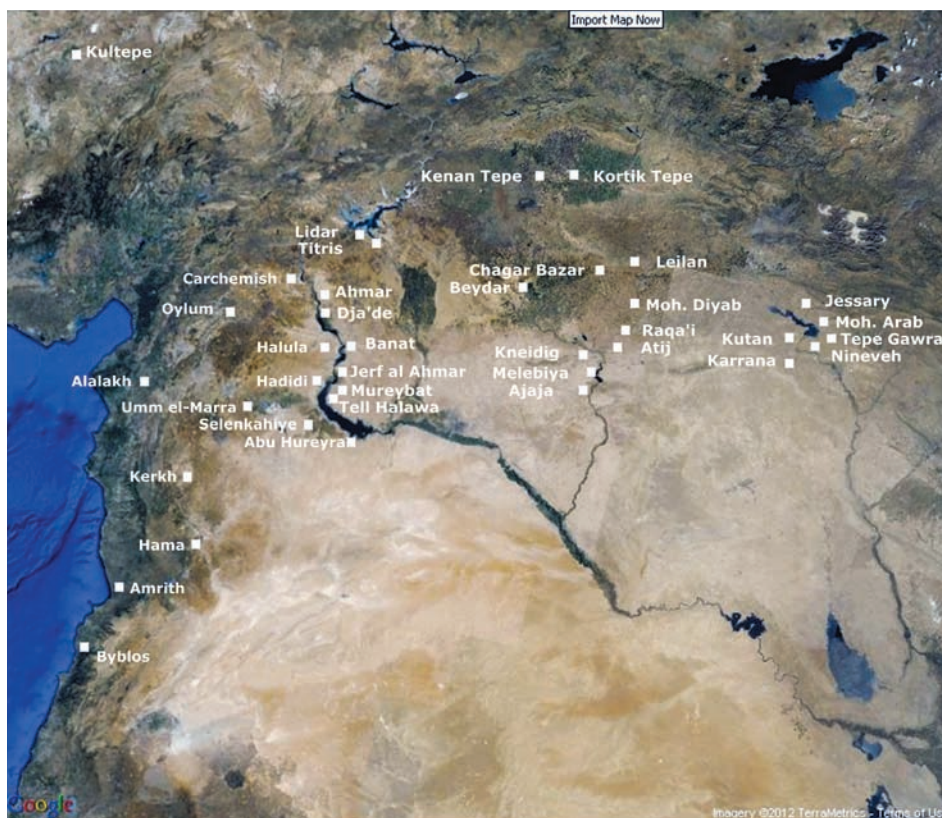 Import Map Now
Kultepe
Kenan Tepe
Kortik Tepe
Lidar
Titris
Leilan
Chagar Bazar
Carchemish
Beydar
Ahmar
Oylum
Dja'de
Moh. Diyab
Jessary
Moh. Arab
Raqa'i
Kutan
Tepe Gawra
Halula
Banat
Atij
Nineveh
Kneidig
Karrana
Jerf al Ahmar
Melebiya
Alalakh
Hadidi
Mureybat
Ajaja
Umm el-Marra
Tell Halawa
Selenkahiye
Abu Hureyra
Kerkh
Hama
Amrith
Byblos
Google
Imagery ©2012 TerraMetrics - Terms of Us